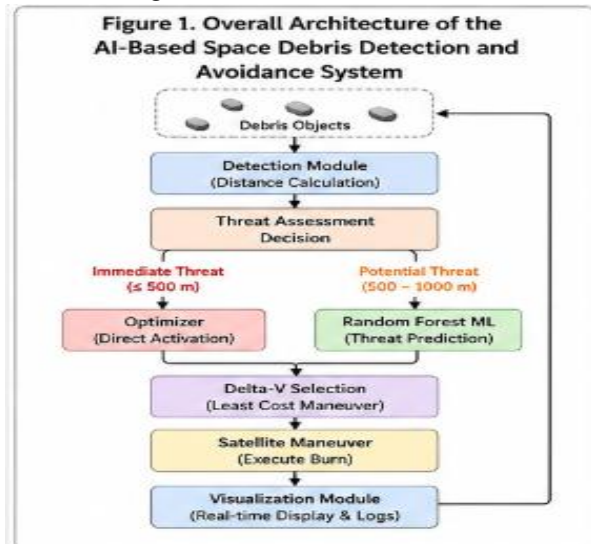 Figure 1. Overall Architecture of the
AI-Based Space Debris Detection and
Avoidance System
Debris Objects
Detection Module
(Distance Calculation)
Threat Assessment
Decision
Immediate Threat
(≤ 500 m)
Potential Threat
(500 – 1000 m)
Optimizer
(Direct Activation)
Random Forest ML
(Threat Prediction)
Delta-V Selection
(Least Cost Maneuver)
Satellite Maneuver
(Execute Burn)
Visualization Module
(Real-time Display & Logs)